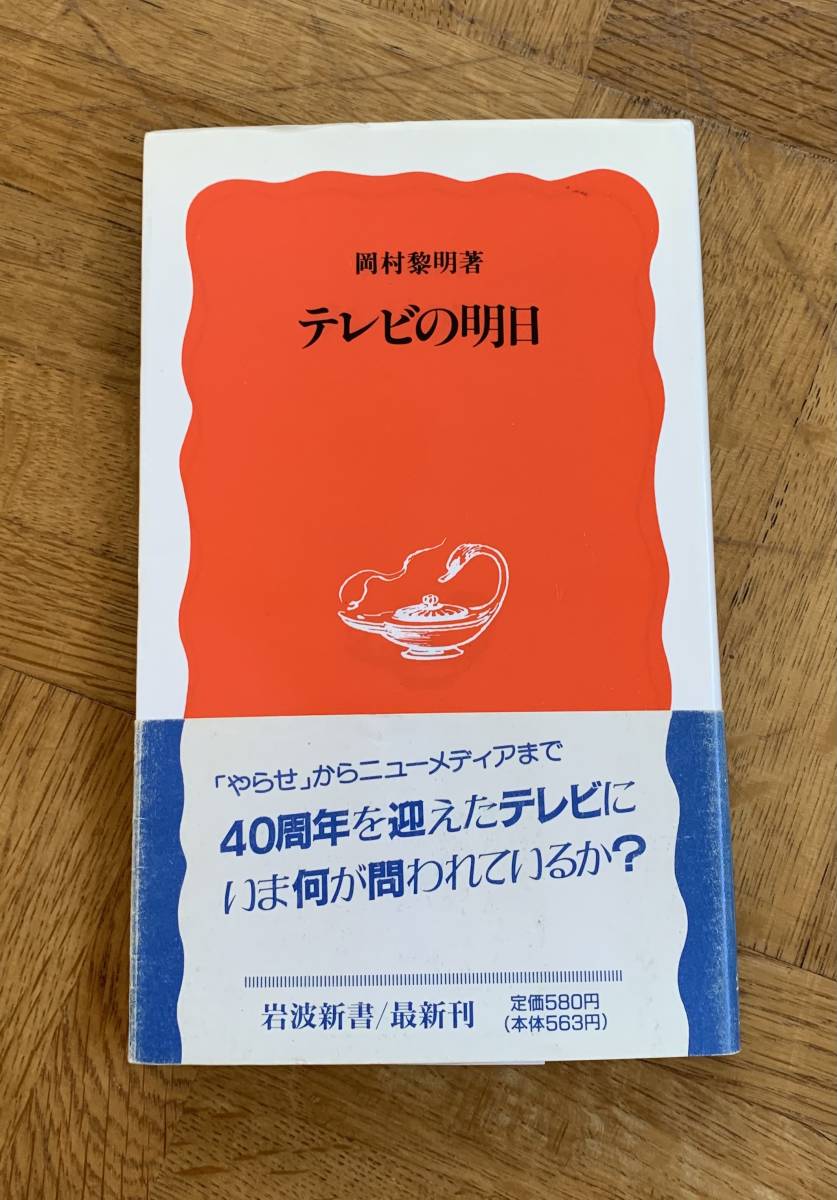 岡村黎明著
テレビの明日
「やらせ」からニューメディアまで
40周年を迎えたテレビに
いま何が問われているか?
岩波新書/最新刊
定価580円
(本体563円)